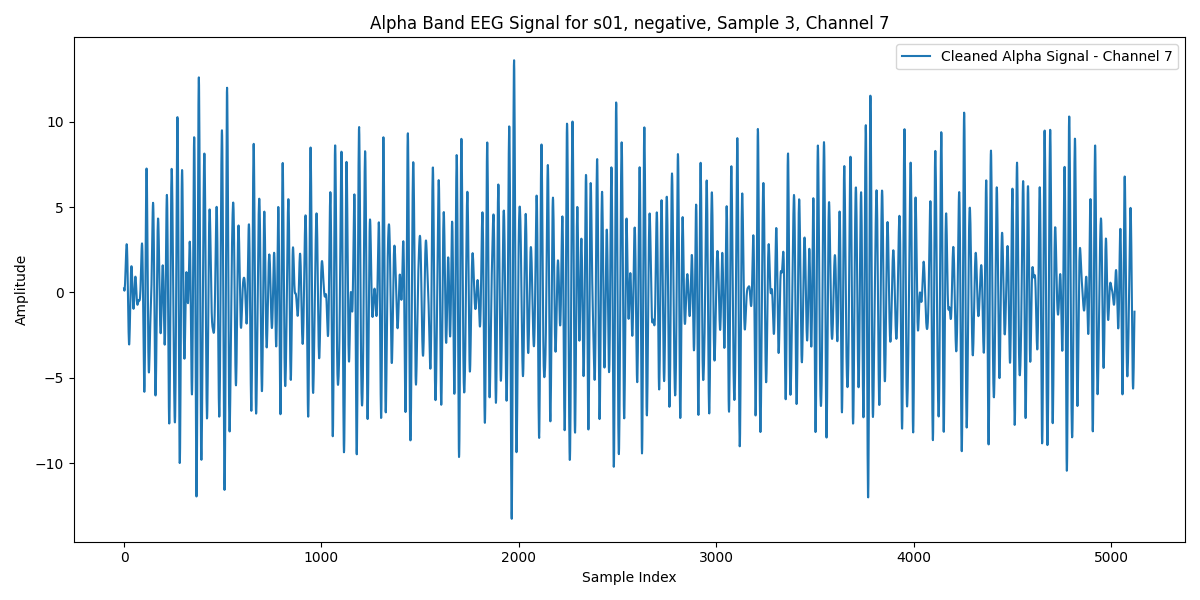 Alpha Band EEG Signal for s01, negative, Sample 3, Channel 7
Cleaned Alpha Signal - Channel 7
Amplitude
10
5
0
−5
−10
0 1000 2000 3000 4000 5000
Sample Index